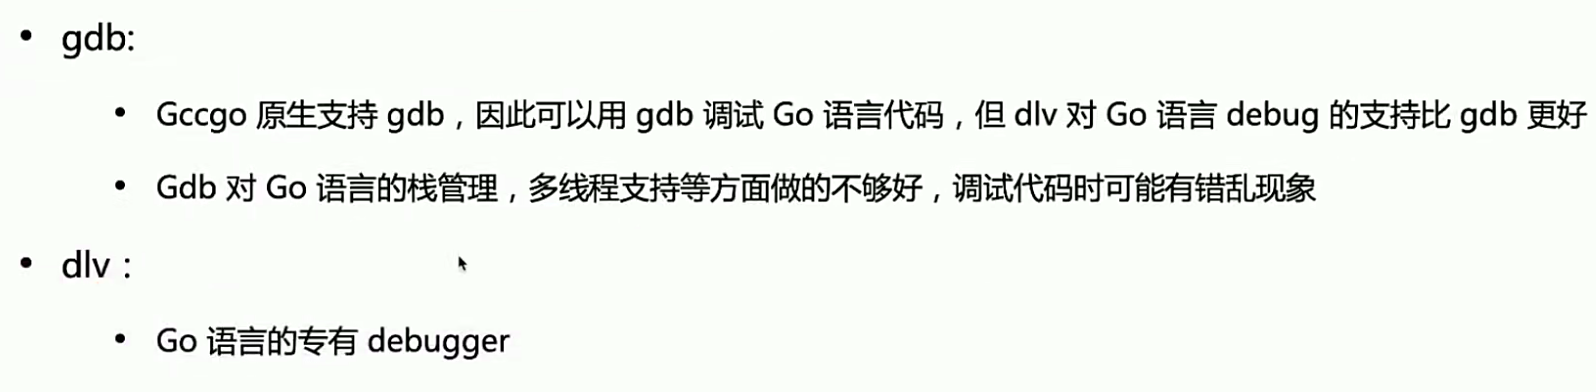 • gdb:
• Gccgo 原生支持 gdb，因此可以用 gdb 调试 Go 语言代码，但 dlv 对 Go 语言 debug 的支持比 gdb 更好
• Gdb 对 Go 语言的栈管理，多线程支持等方面做的不够好，调试代码时可能有错乱现象
• dlv：
• Go 语言的专有 debugger